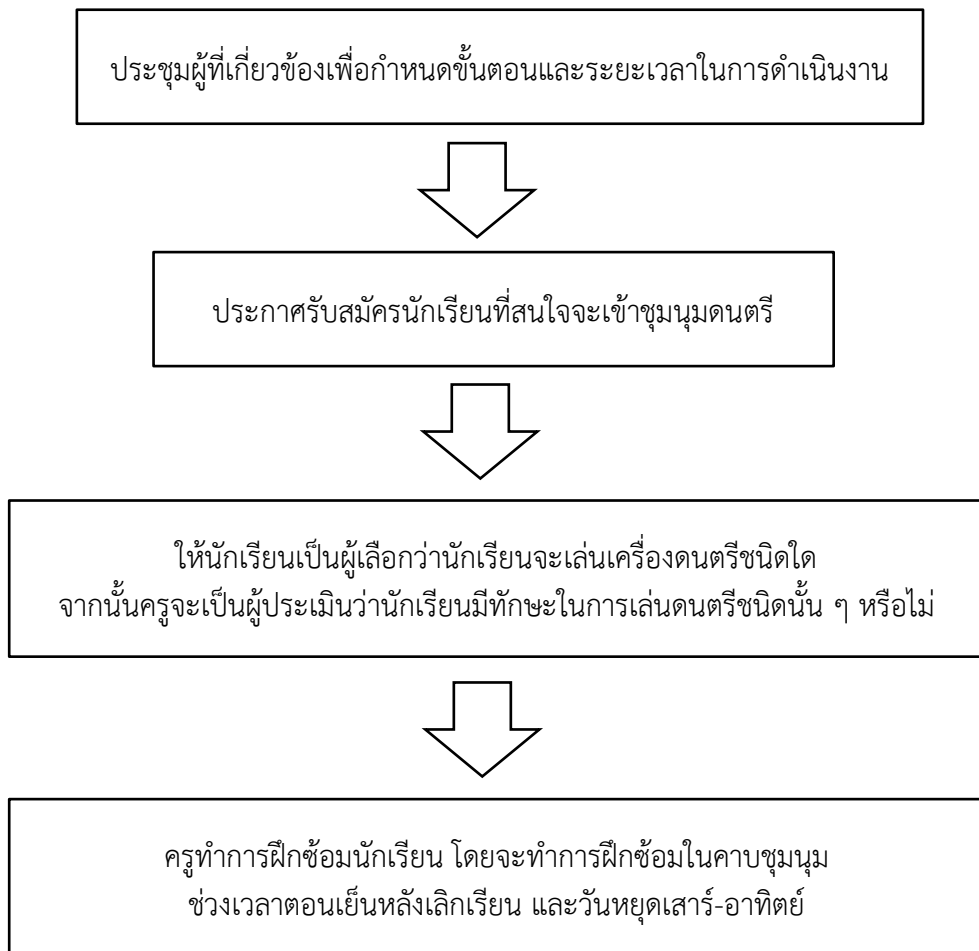 ประชุมผู้ที่เกี่ยวข้องเพื่อกำหนดขั้นตอนและระยะเวลาในการดำเนินงาน
ประกาศรับสมัครนักเรียนที่สนใจจะเข้าชุมนุมดนตรี
ให้นักเรียนเป็นผู้เลือกว่านักเรียนจะเล่นเครื่องดนตรีชนิดใด
จากนั้นครูจะเป็นผู้ประเมินว่านักเรียนมีทักษะในการเล่นดนตรีชนิดนั้น ๆ หรือไม่
ครูทำการฝึกซ้อมนักเรียน โดยจะทำการฝึกซ้อมในคาบชุมนุม
ช่วงเวลาตอนเย็นหลังเลิกเรียน และวันหยุดเสาร์-อาทิตย์